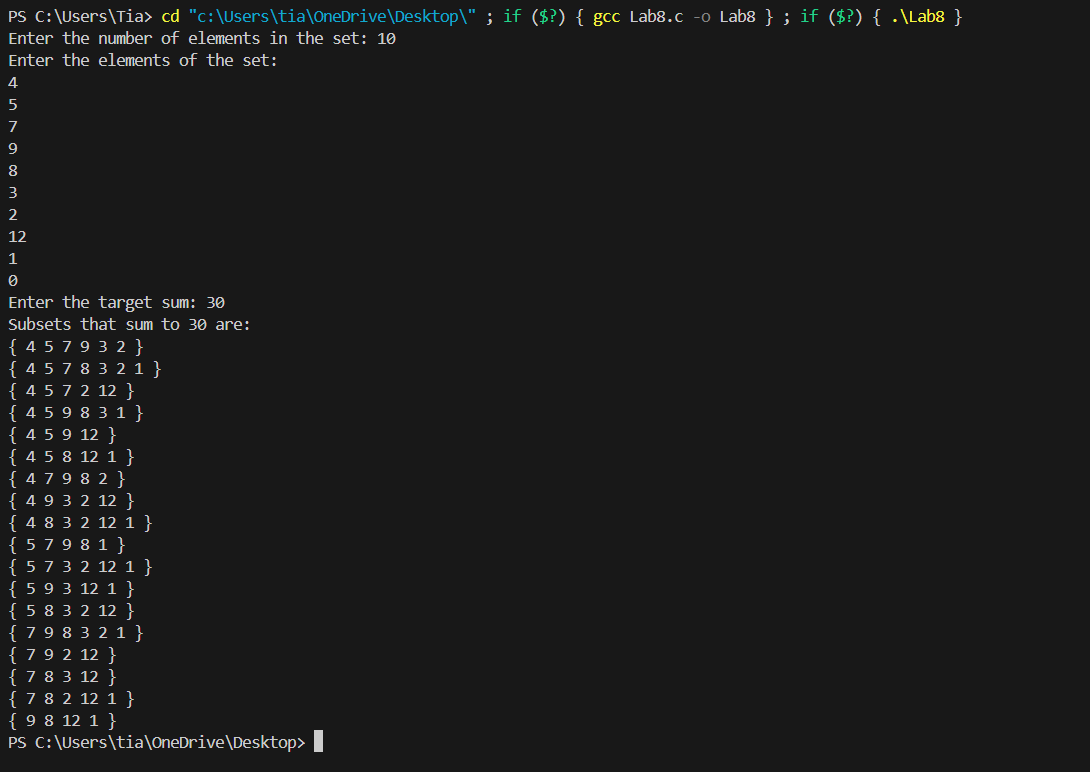 PS C:\Users\Tia> cd "c:\Users\tia\OneDrive\Desktop\" ; if ($?) { gcc Lab8.c -o Lab8 } ; if ($?) { .\Lab8 }
Enter the number of elements in the set: 10
Enter the elements of the set:
4
5
7
9
8
3
2
12
1
0
Enter the target sum: 30
Subsets that sum to 30 are:
{ 4 5 7 9 3 2 }
{ 4 5 7 8 3 2 1 }
{ 4 5 7 2 12 }
{ 4 5 9 8 3 1 }
{ 4 5 9 12 }
{ 4 5 8 12 1 }
{ 4 7 9 8 2 }
{ 4 9 3 2 12 }
{ 4 8 3 2 12 1 }
{ 5 7 9 8 1 }
{ 5 7 3 2 12 1 }
{ 5 9 3 12 1 }
{ 5 8 3 2 12 }
{ 7 9 8 3 2 1 }
{ 7 9 2 12 }
{ 7 8 3 12 }
{ 7 8 2 12 1 }
{ 9 8 12 1 }
PS C:\Users\tia\OneDrive\Desktop>